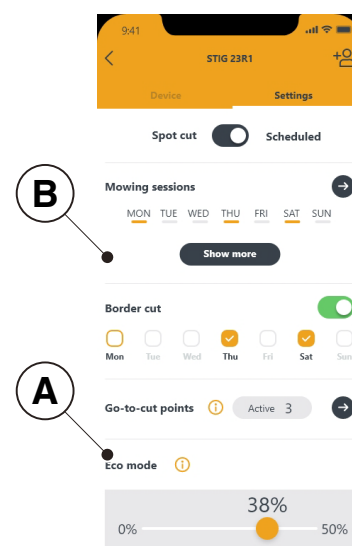 9:41
STIG 23R1
Device Settings
Spot cut Scheduled
B
Mowing sessions
MON TUE WED THU FRI SAT SUN
Show more
Border cut
Mon Tue Wed Thu Fri Sat Sun
A
Go-to-cut points i Active 3
Eco mode i
38%
0% 50%